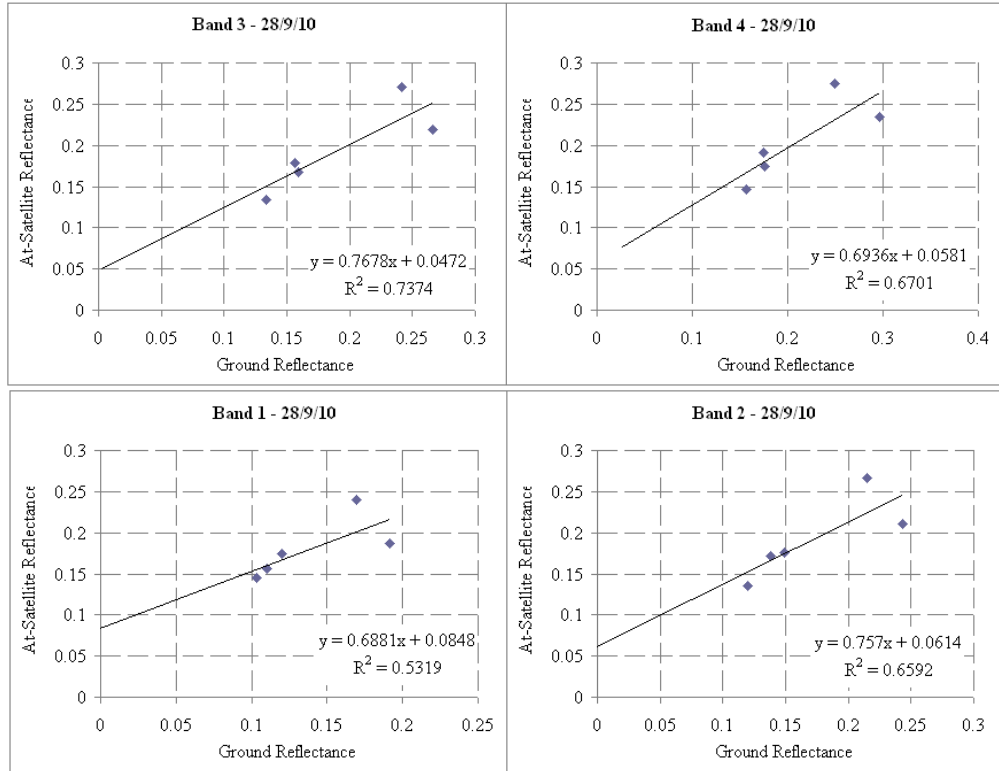 Band 3 - 28/9/10
0.3
0.25
0.2
0.15
0.1
0.05
0
At-Satellite Reflectance
y = 0.7678x + 0.0472
R² = 0.7374
0 0.05 0.1 0.15 0.2 0.25 0.3
Ground Reflectance
Band 4 - 28/9/10
0.3
0.25
0.2
0.15
0.1
0.05
0
At-Satellite Reflectance
y = 0.6936x + 0.0581
R² = 0.6701
0 0.1 0.2 0.3 0.4
Ground Reflectance
Band 1 - 28/9/10
0.3
0.25
0.2
0.15
0.1
0.05
0
At-Satellite Reflectance
y = 0.6881x + 0.0848
R² = 0.5319
0 0.05 0.1 0.15 0.2 0.25
Ground Reflectance
Band 2 - 28/9/10
0.3
0.25
0.2
0.15
0.1
0.05
0
At-Satellite Reflectance
y = 0.757x + 0.0614
R² = 0.6592
0 0.05 0.1 0.15 0.2 0.25 0.3
Ground Reflectance